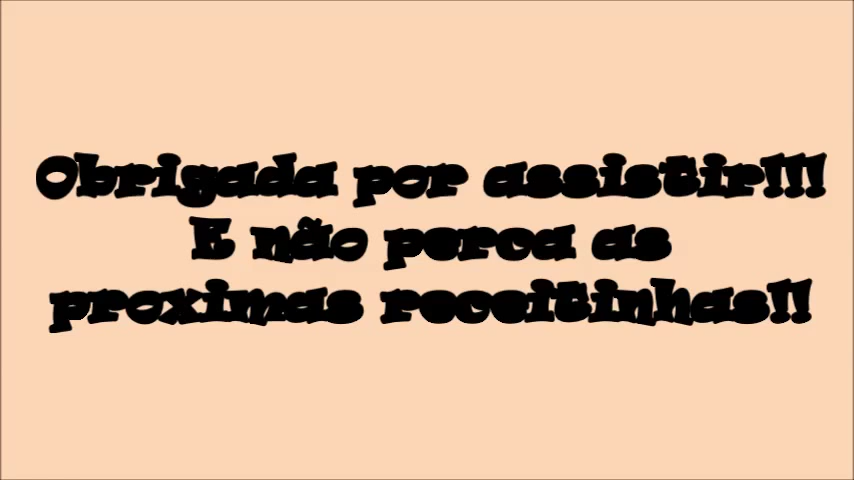 Obrigada por assistir!!!
E não perca as
proximas receitinhas!!